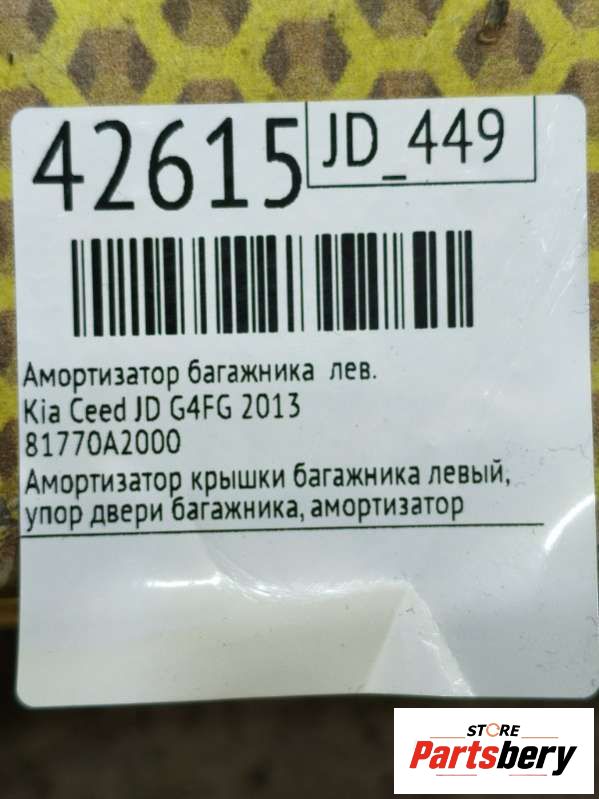 42615
JD_449
Амортизатор багажника лев.
Kia Ceed JD G4FG 2013
81770A2000
Амортизатор крышки багажника левый,
упор двери багажника, амортизатор
STORE
Partsbery